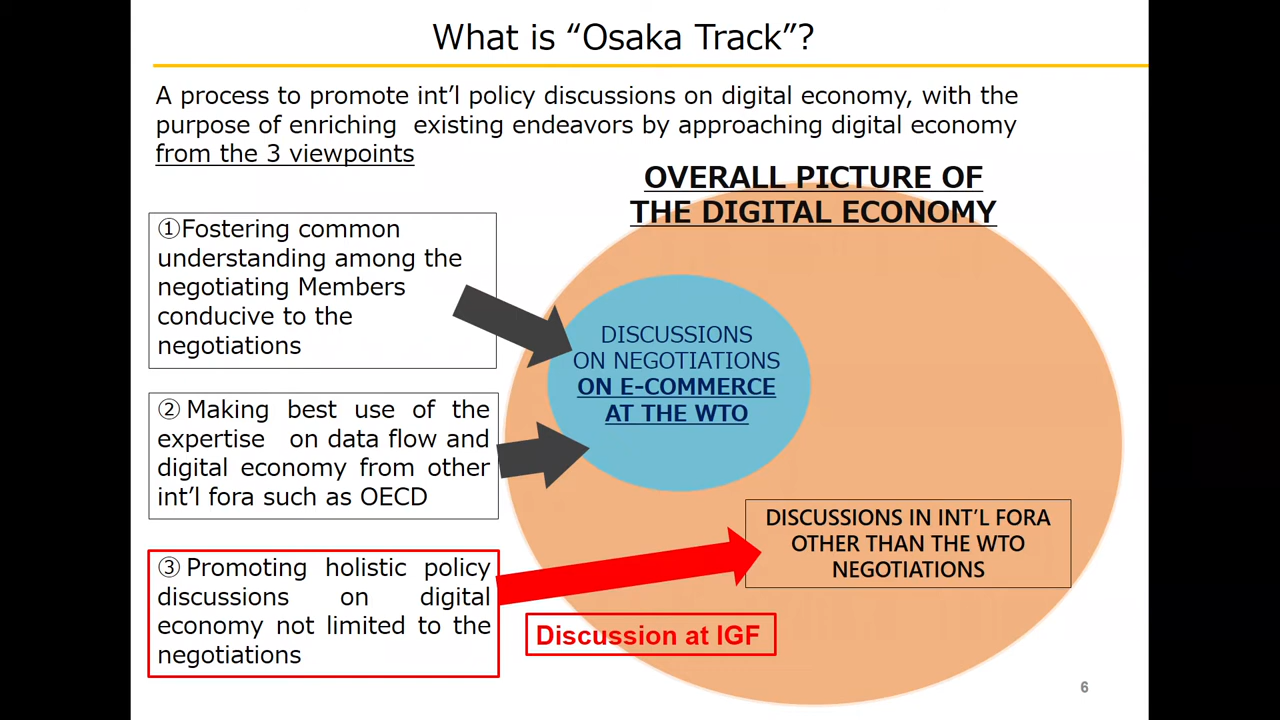 What is “Osaka Track”?
A process to promote int’l policy discussions on digital economy, with the
purpose of enriching existing endeavors by approaching digital economy
from the 3 viewpoints
OVERALL PICTURE OF
THE DIGITAL ECONOMY
①Fostering common
understanding among the
negotiating Members
conducive to the
negotiations
DISCUSSIONS
ON NEGOTIATIONS
ON E-COMMERCE
AT THE WTO
② Making best use of the
expertise on data flow and
digital economy from other
int’l fora such as OECD
③ Promoting holistic policy
discussions on digital
economy not limited to the
negotiations
DISCUSSIONS IN INT’L FORA
OTHER THAN THE WTO
NEGOTIATIONS
Discussion at IGF
6